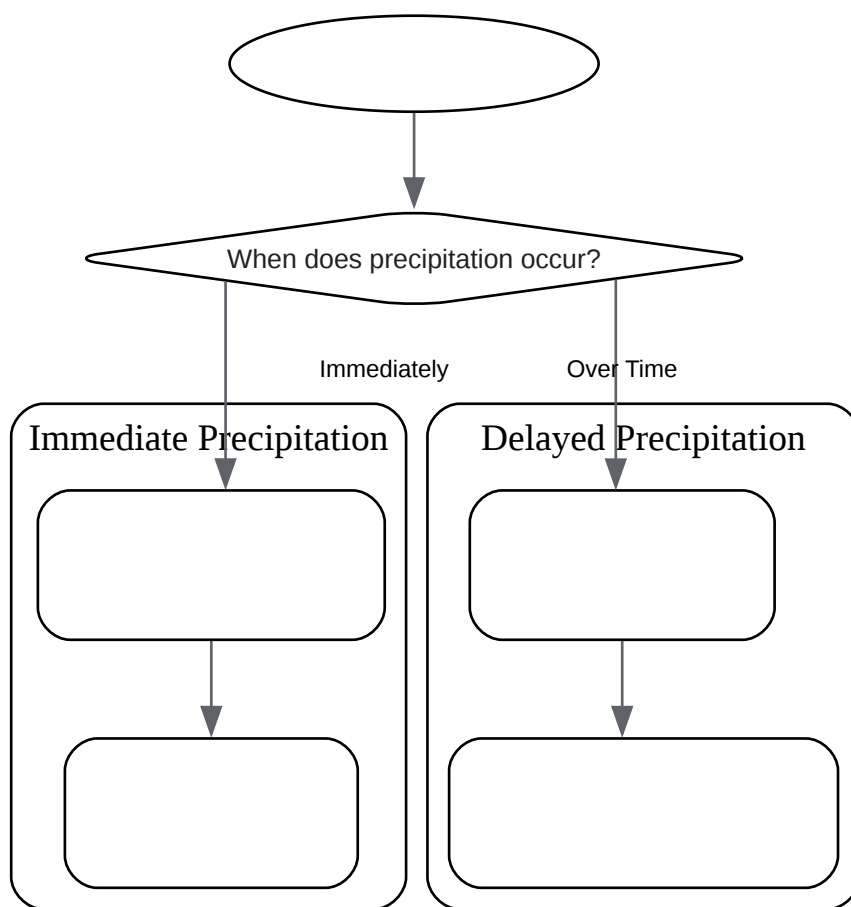 When does precipitation occur?
Immediately
Over Time
Immediate Precipitation
Delayed Precipitation